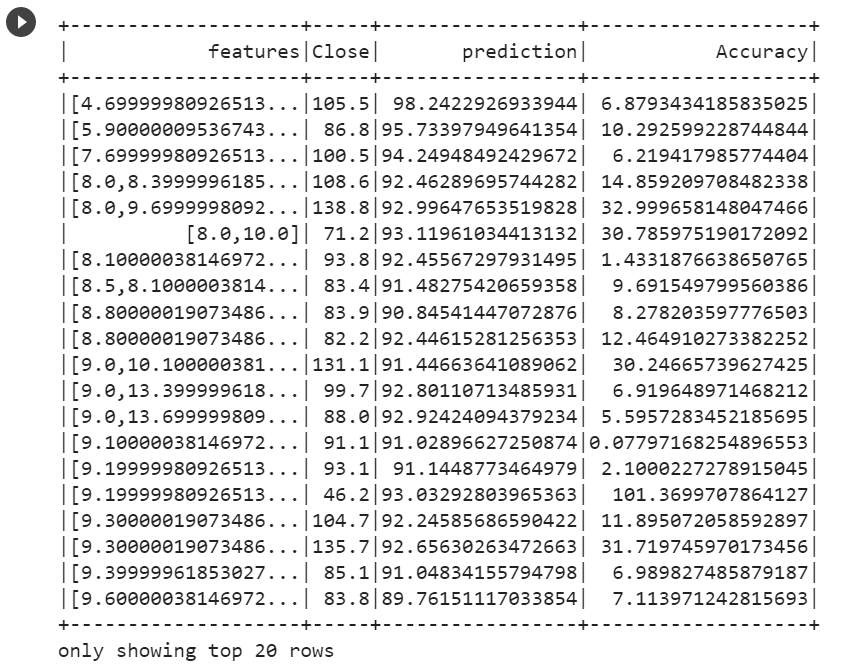 +--------------------+-----+-----------------+-------------------+
|            features|Close|       prediction|           Accuracy|
+--------------------+-----+-----------------+-------------------+
|[4.69999980926513...|105.5| 98.2422926933944| 6.8793434185835025|
|[5.90000009536743...| 86.8|95.73397949641354| 10.292599228744844|
|[7.69999980926513...|100.5|94.24948492429672|  6.219417985774404|
|[8.0,8.3999996185...|108.6|92.46289695744282| 14.859209708482338|
|[8.0,9.6999998092...|138.8|92.99647653519828| 32.999658148047466|
|          [8.0,10.0]| 71.2|93.11961034413132| 30.785975190172092|
|[8.10000038146972...| 93.8|92.45567297931495| 1.4331876638650765|
|[8.5,8.1000003814...| 83.4|91.48275420659358|  9.691549799560386|
|[8.80000019073486...| 83.9|90.84541447072876|  8.278203597776503|
|[8.80000019073486...| 82.2|92.44615281256353| 12.464910273382252|
|[9.0,10.100000381...|131.1|91.44663641089062|  30.24665739627425|
|[9.0,13.399999618...| 99.7|92.80110713485931|  6.919648971468212|
|[9.0,13.699999809...| 88.0|92.92424094379234| 5.5957283452185695|
|[9.10000038146972...| 91.1|91.02896627250874|0.07797168254896553|
|[9.19999980926513...| 93.1| 91.1448773464979| 2.1000227278915045|
|[9.19999980926513...| 46.2|93.03292803965363|  101.3699707864127|
|[9.30000019073486...|104.7|92.24585686590422| 11.895072058592897|
|[9.30000019073486...|135.7|92.65630263472663| 31.719745970173456|
|[9.39999961853027...| 85.1|91.04834155794798|  6.989827485879187|
|[9.60000038146972...| 83.8|89.76151117033854|  7.113971242815693|
+--------------------+-----+-----------------+-------------------+
only showing top 20 rows